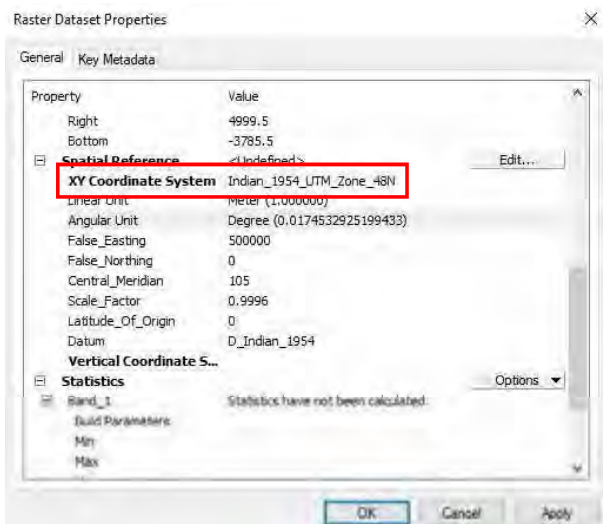 Raster Dataset Properties
General Key Metadata
Property Value
Right 4999.5
Bottom -3785.5
Spatial Reference <Undefined> Edit...
XY Coordinate System Indian_1954_UTM_Zone_48N
Linear Unit Meter (1.000000)
Angular Unit Degree (0.0174532925199433)
False_Easting 500000
False_Northing 0
Central_Meridian 105
Scale_Factor 0.9996
Latitude_Of_Origin 0
Datum D_Indian_1954
Vertical Coordinate S...
Statistics Options
Band_1 Statistics have not been calculated.
Build Parameters
Min
Max
OK Cancel Apply